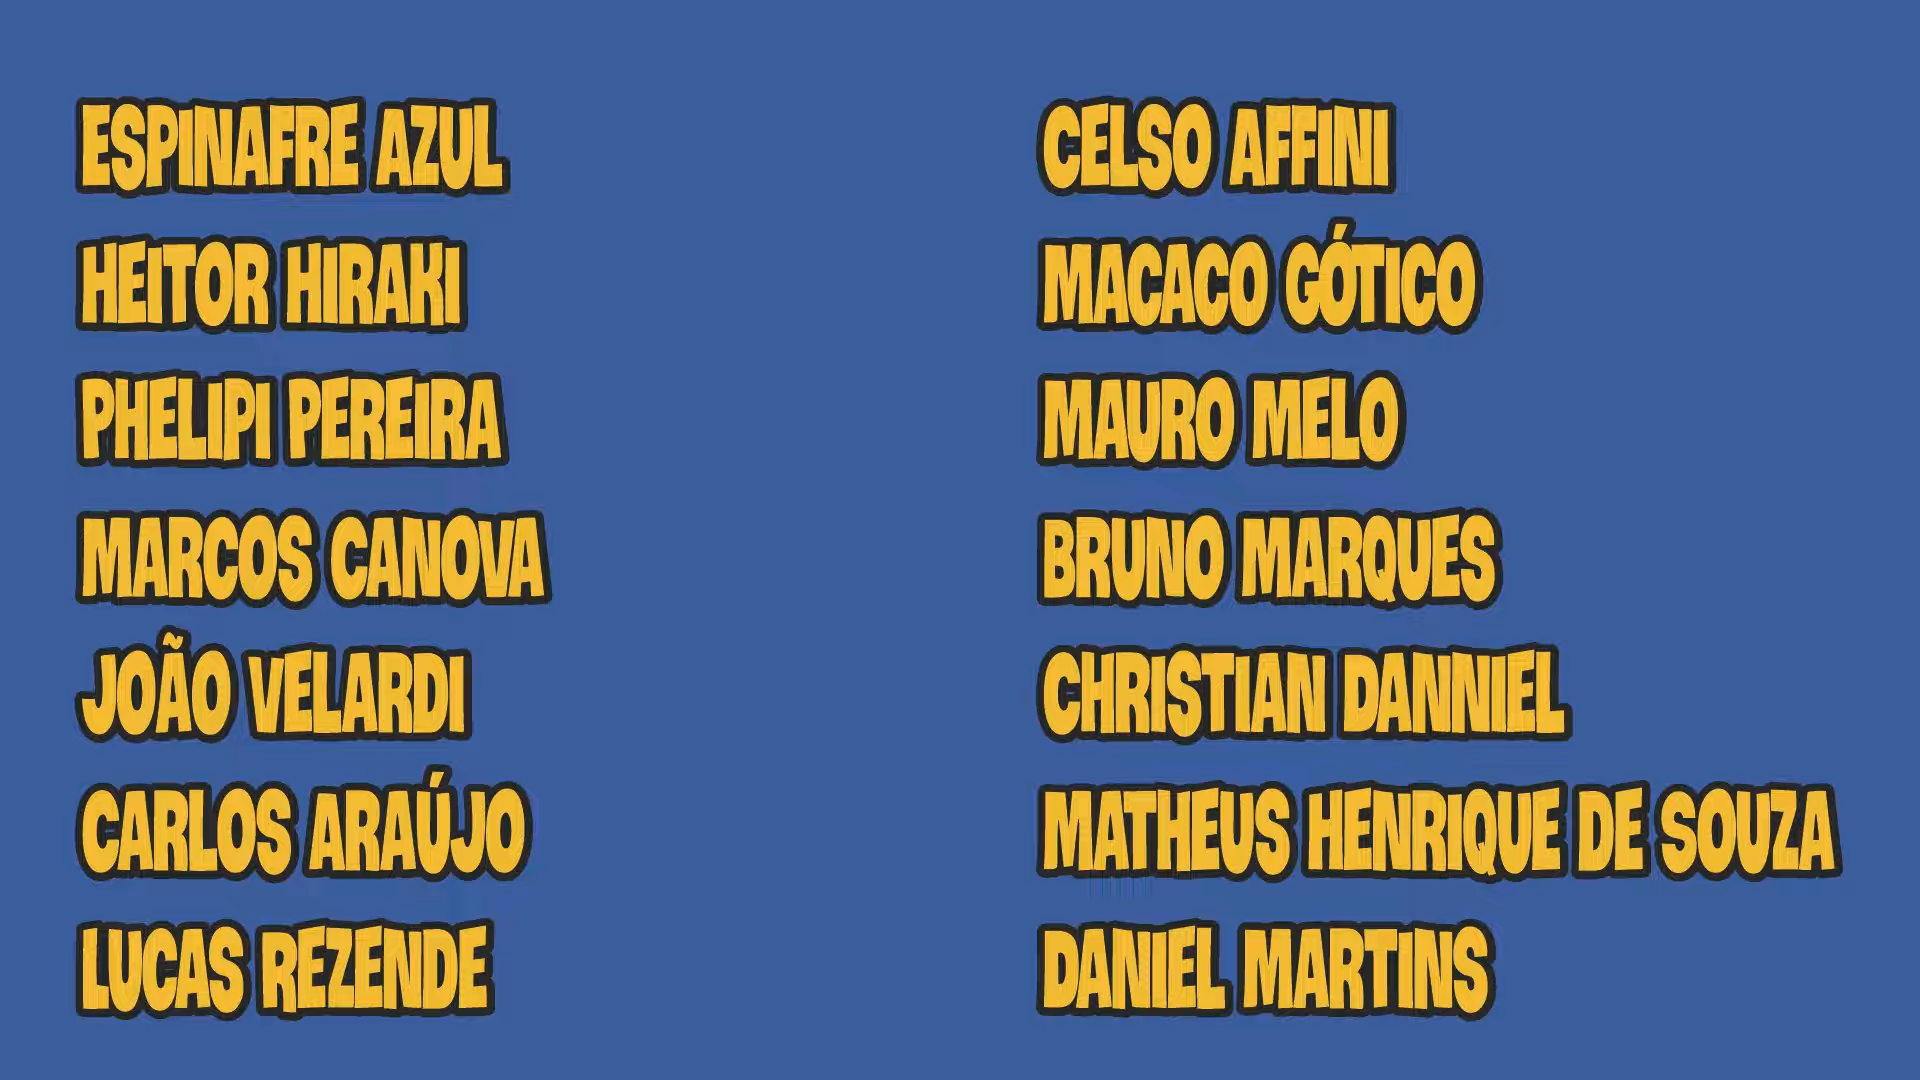 ESPINAFRE AZUL
HEITOR HIRAKI
PHELIPI PEREIRA
MARCOS CANOVA
JOÃO VELARDI
CARLOS ARAÚJO
LUCAS REZENDE
CELSO AFFINI
MACACO GÓTICO
MAURO MELO
BRUNO MARQUES
CHRISTIAN DANNIEL
MATHEUS HENRIQUE DE SOUZA
DANIEL MARTINS